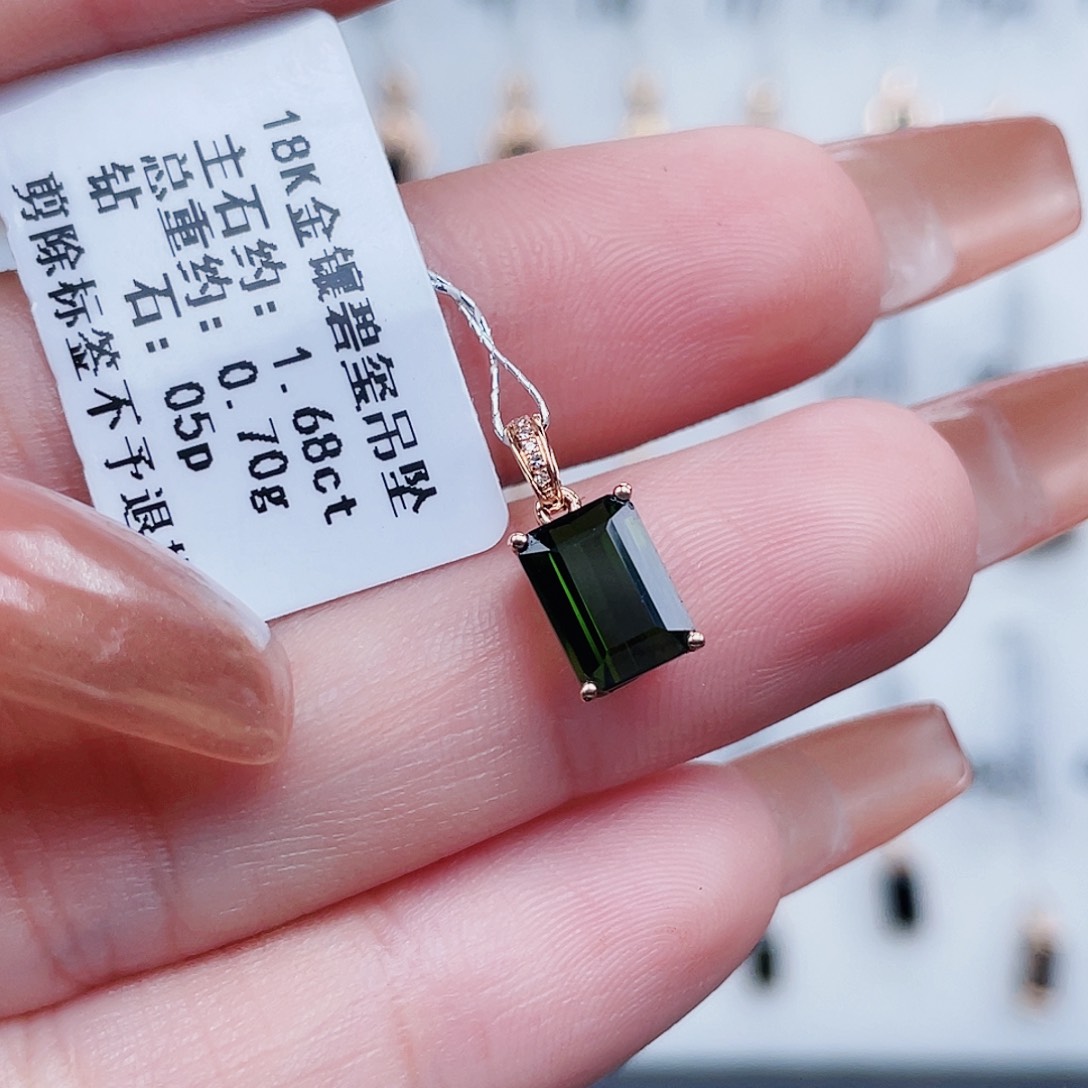 18K金镶碧玺吊坠
主石约: 1.68ct
总重约: 0.70g
钻 石: 05p
剪除标签不予退